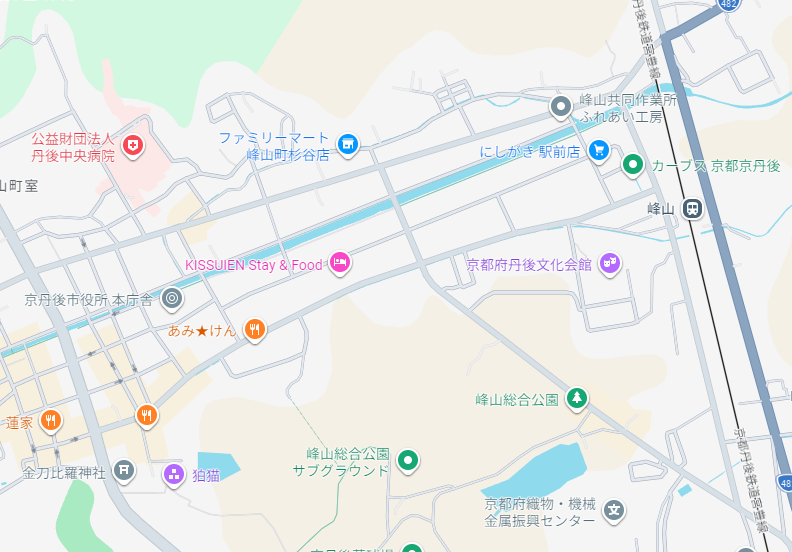 482
丹後鉄道宮豊線
峰山共同作業所
ふれあい工房
公益財団法人
丹後中央病院
ファミリーマート
峰山町杉谷店
にしがき 駅前店
カーブス 京都京丹後
山町室
峰山
KISSUIEN Stay & Food
京都府丹後文化会館
京丹後市役所 本庁舎
あみ★けん
峰山総合公園
蓮家
京都丹後鉄道宮豊線
峰山総合公園
サブグラウンド
金刀比羅神社
狛猫
48
京都府織物・機械
金属振興センター